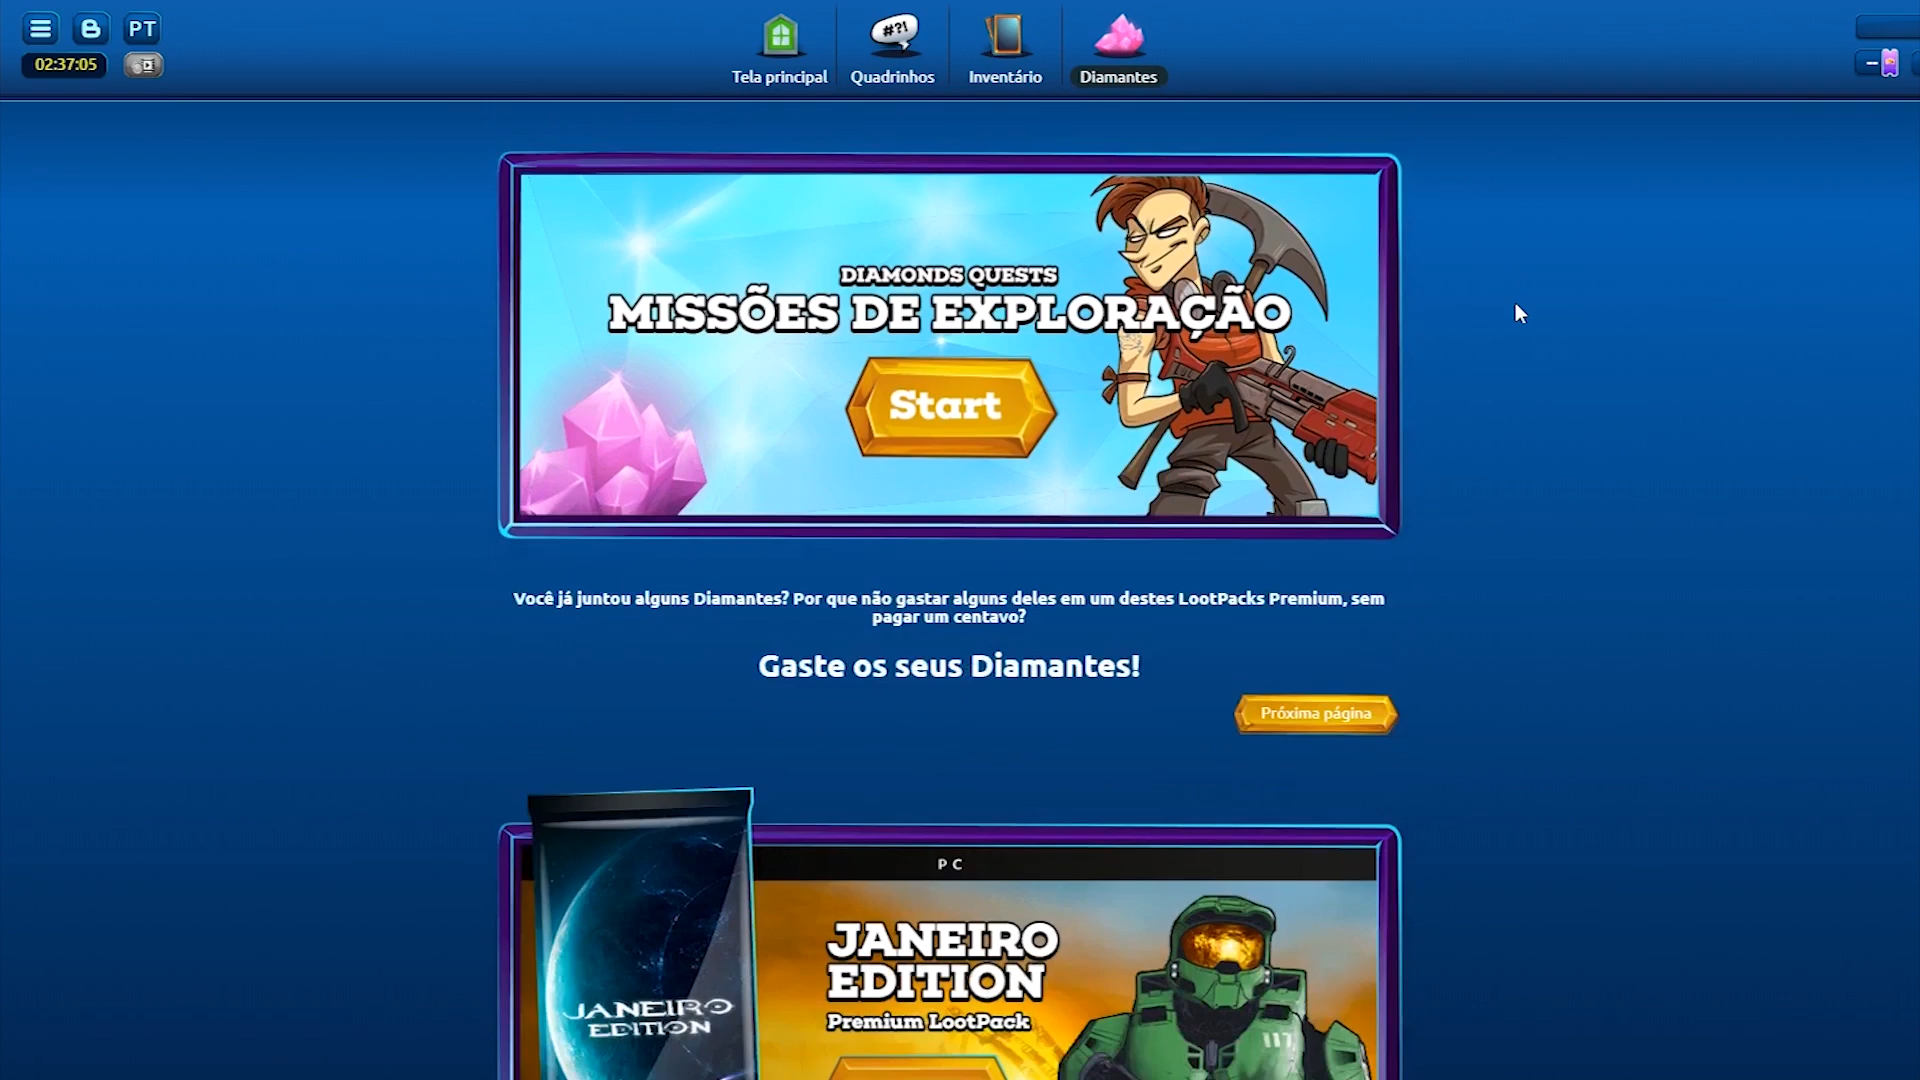 PT
02:37:05
#?!
Tela principal
Quadrinhos
Inventário
Diamantes
--
DIAMONDS QUESTS
MISSÕES DE EXPLORAÇÃO
Start
Você já juntou alguns Diamantes? Por que não gastar alguns deles em um destes LootPacks Premium, sem
pagar um centavo?
Gaste os seus Diamantes!
Próxima página
PC
JANEIRO
EDITION
Premium LootPack
JANEIRO
EDITION
117